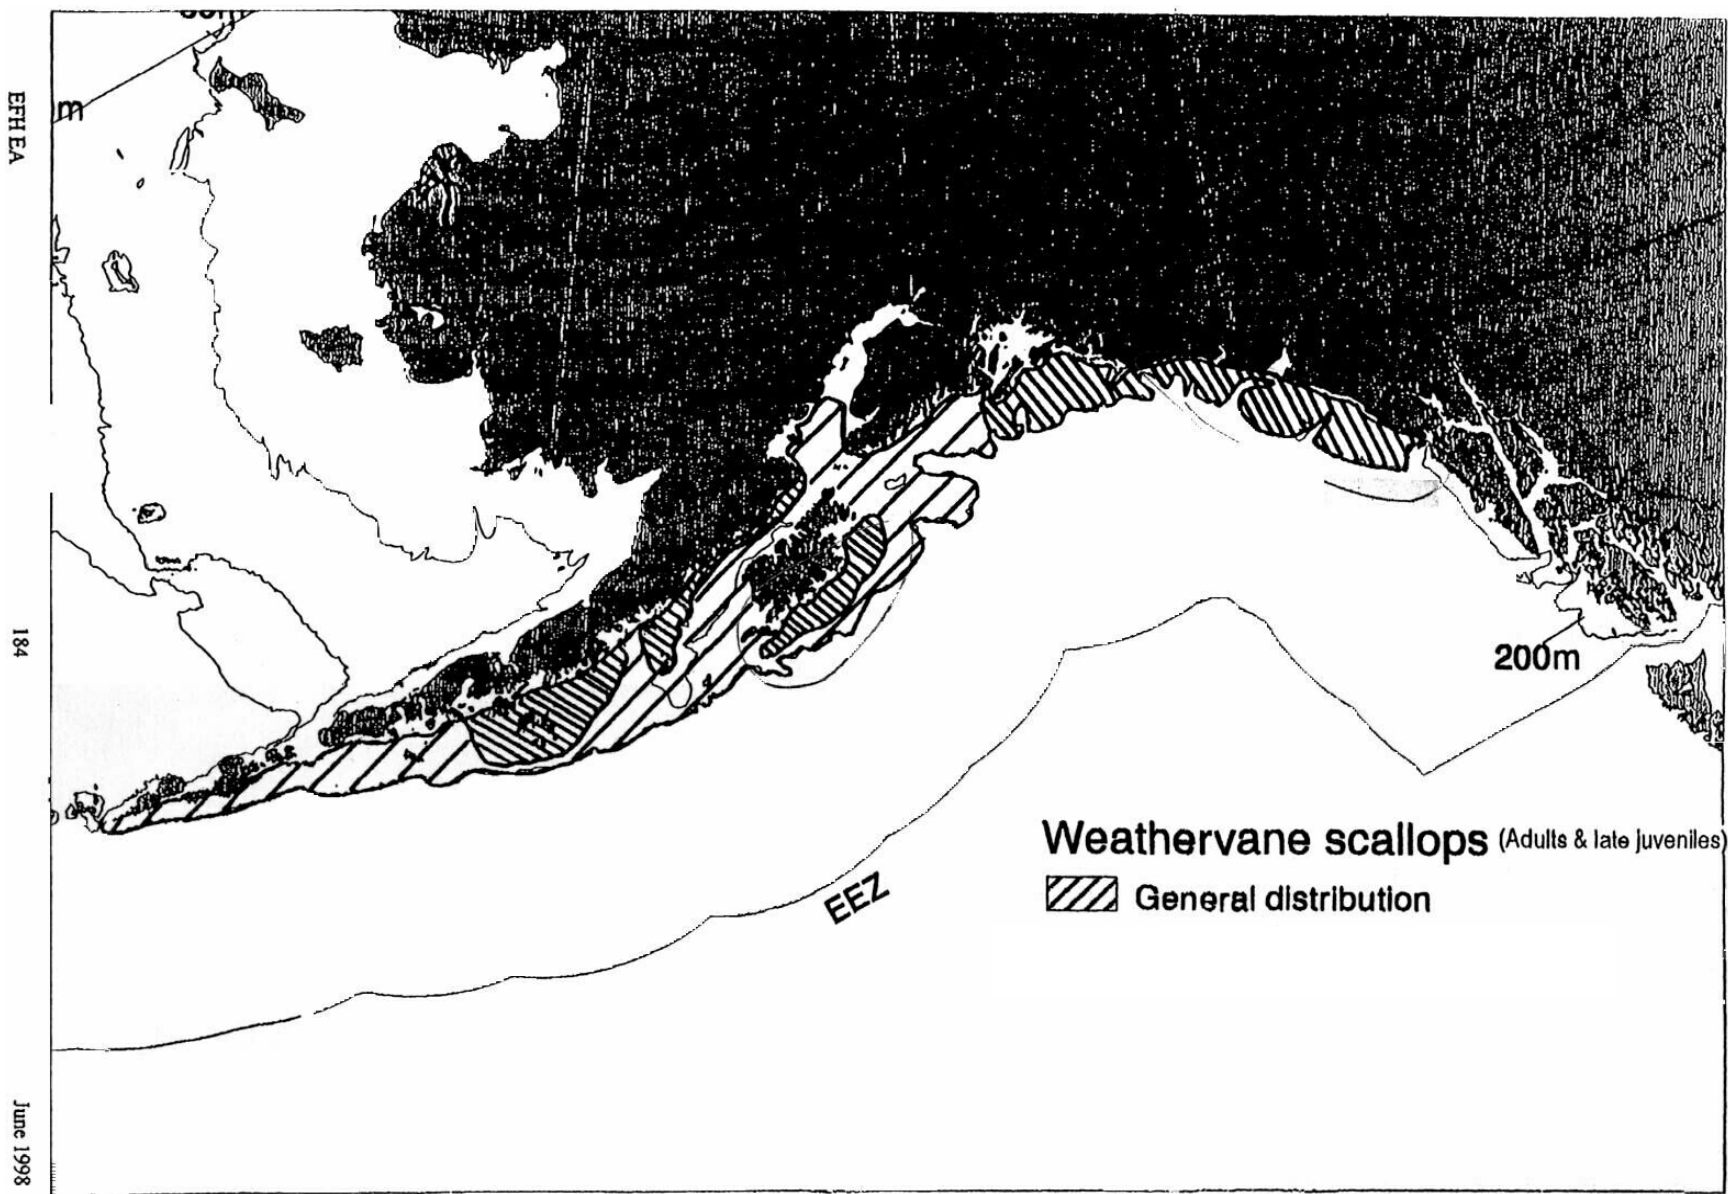 EFH EA
184
June 1998
m
200m
EEZ
Weathervane scallops (Adults & late juveniles)
General distribution